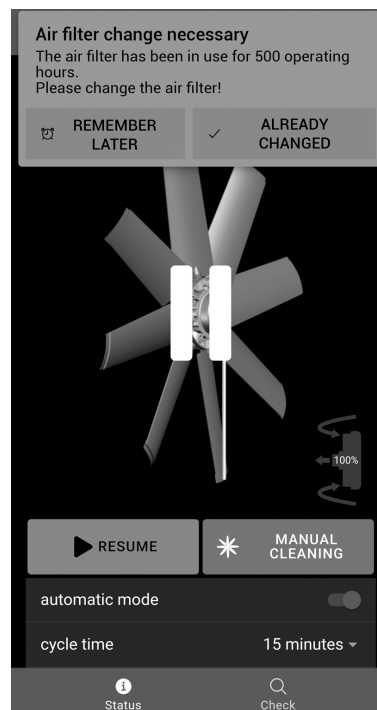 Air filter change necessary
The air filter has been in use for 500 operating
hours.
Please change the air filter!
REMEMBER
LATER
ALREADY
CHANGED
100%
RESUME
MANUAL
CLEANING
automatic mode
cycle time
15 minutes
Status
Check